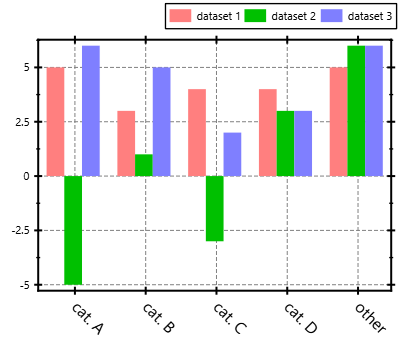 dataset 1 dataset 2 dataset 3
5
2.5
0
-2.5
-5
cat. A cat. B cat. C cat. D other